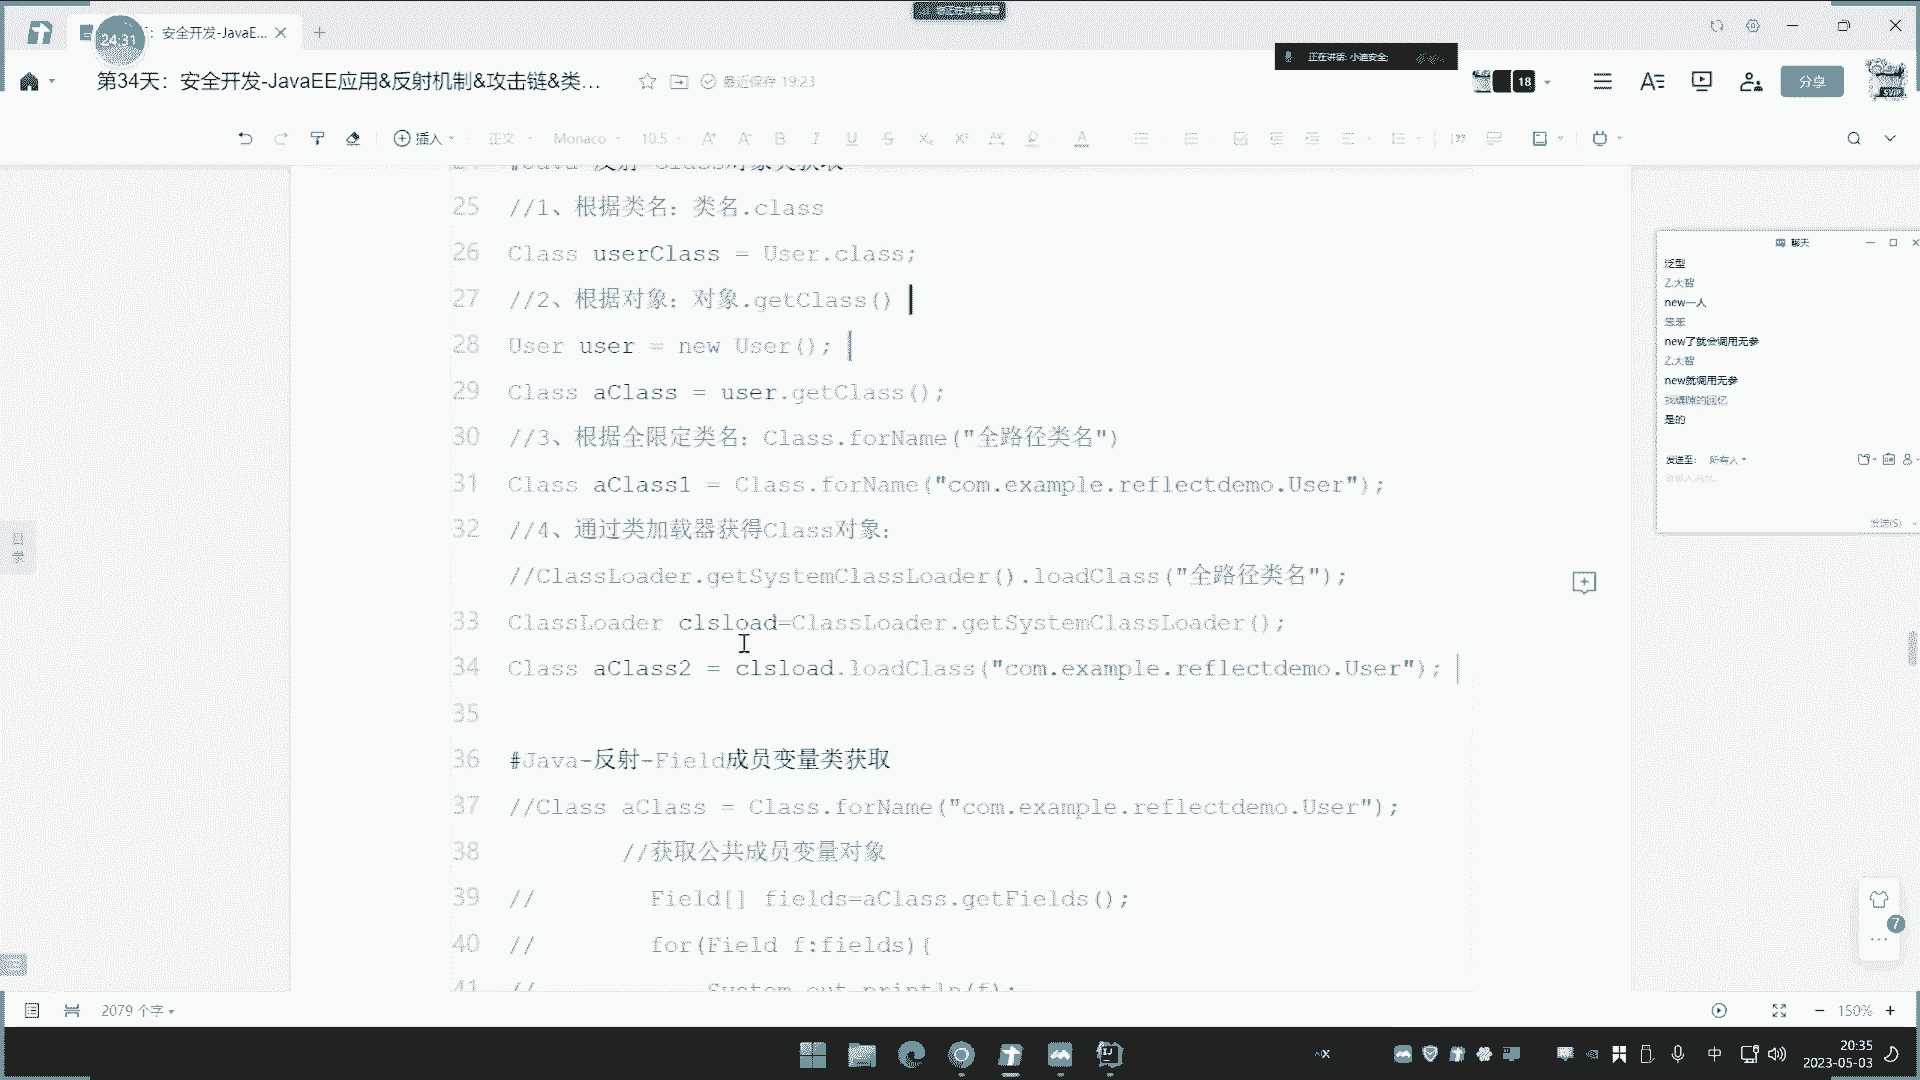 24:31
安全开发-JavaE...
正在讲话: 小迪安全;
第34天：安全开发-JavaEE应用&反射机制&攻击链&类...
最近保存 19:23
18
分享
插入
正文
Monaco
10.5
25 //1、根据类名：类名.class
26 Class userClass = User.class;
27 //2、根据对象：对象.getClass()
28 User user = new User();
29 Class aClass = user.getClass();
30 //3、根据全限定类名：Class.forName("全路径类名")
31 Class aClass1 = Class.forName("com.example.reflectdemo.User");
32 //4、通过类加载器获得Class对象：
//ClassLoader.getSystemClassLoader().loadClass("全路径类名");
33 ClassLoader clsload=ClassLoader.getSystemClassLoader();
34 Class aClass2 = clsload.loadClass("com.example.reflectdemo.User");
35
36 #Java-反射-Field成员变量类获取
37 //Class aClass = Class.forName("com.example.reflectdemo.User");
38 //获取公共成员变量对象
39 // Field[] fields=aClass.getFields();
40 // for(Field f:fields){
41 // System.out.println(f);
聊天
泛型
乙.大智
new一人
笨笨
new了就会调用无参
乙.大智
new就调用无参
是的
发送至: 所有人
发送(S)
目录
7
2079 个字
150%
中
20:35
2023-05-03